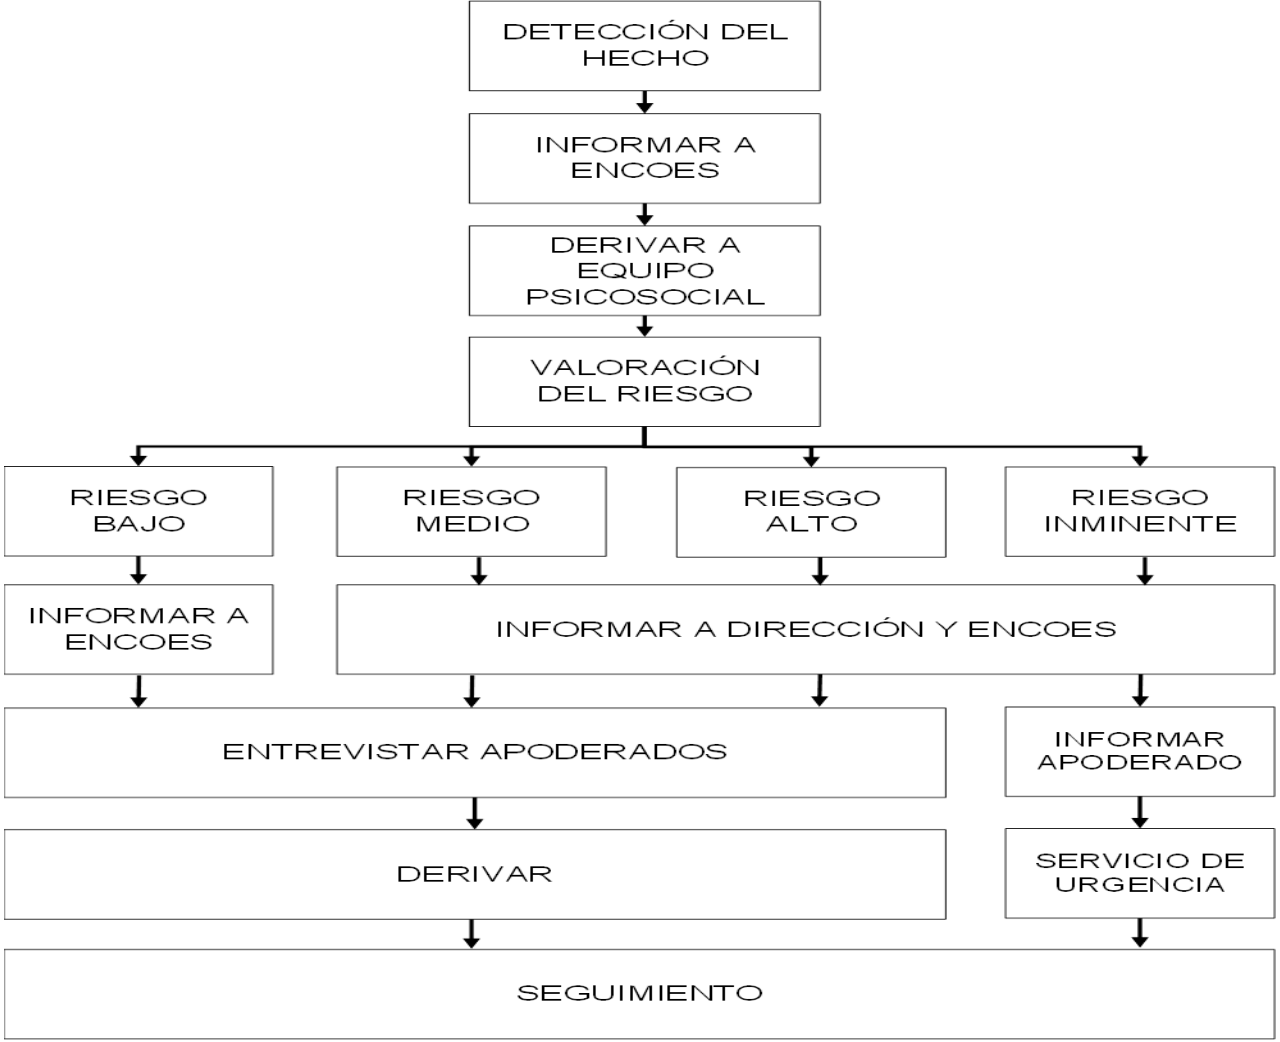 DETECCIÓN DEL
HECHO
INFORMAR A
ENCOES
DERIVAR A
EQUIPO
PSICOSOCIAL
VALORACIÓN
DEL RIESGO
RIESGO
BAJO
RIESGO
MEDIO
RIESGO
ALTO
RIESGO
INMINENTE
INFORMAR A
ENCOES
INFORMAR A DIRECCIÓN Y ENCOES
ENTREVISTAR APODERADOS
INFORMAR
APODERADO
DERIVAR
SERVICIO DE
URGENCIA
SEGUIMIENTO